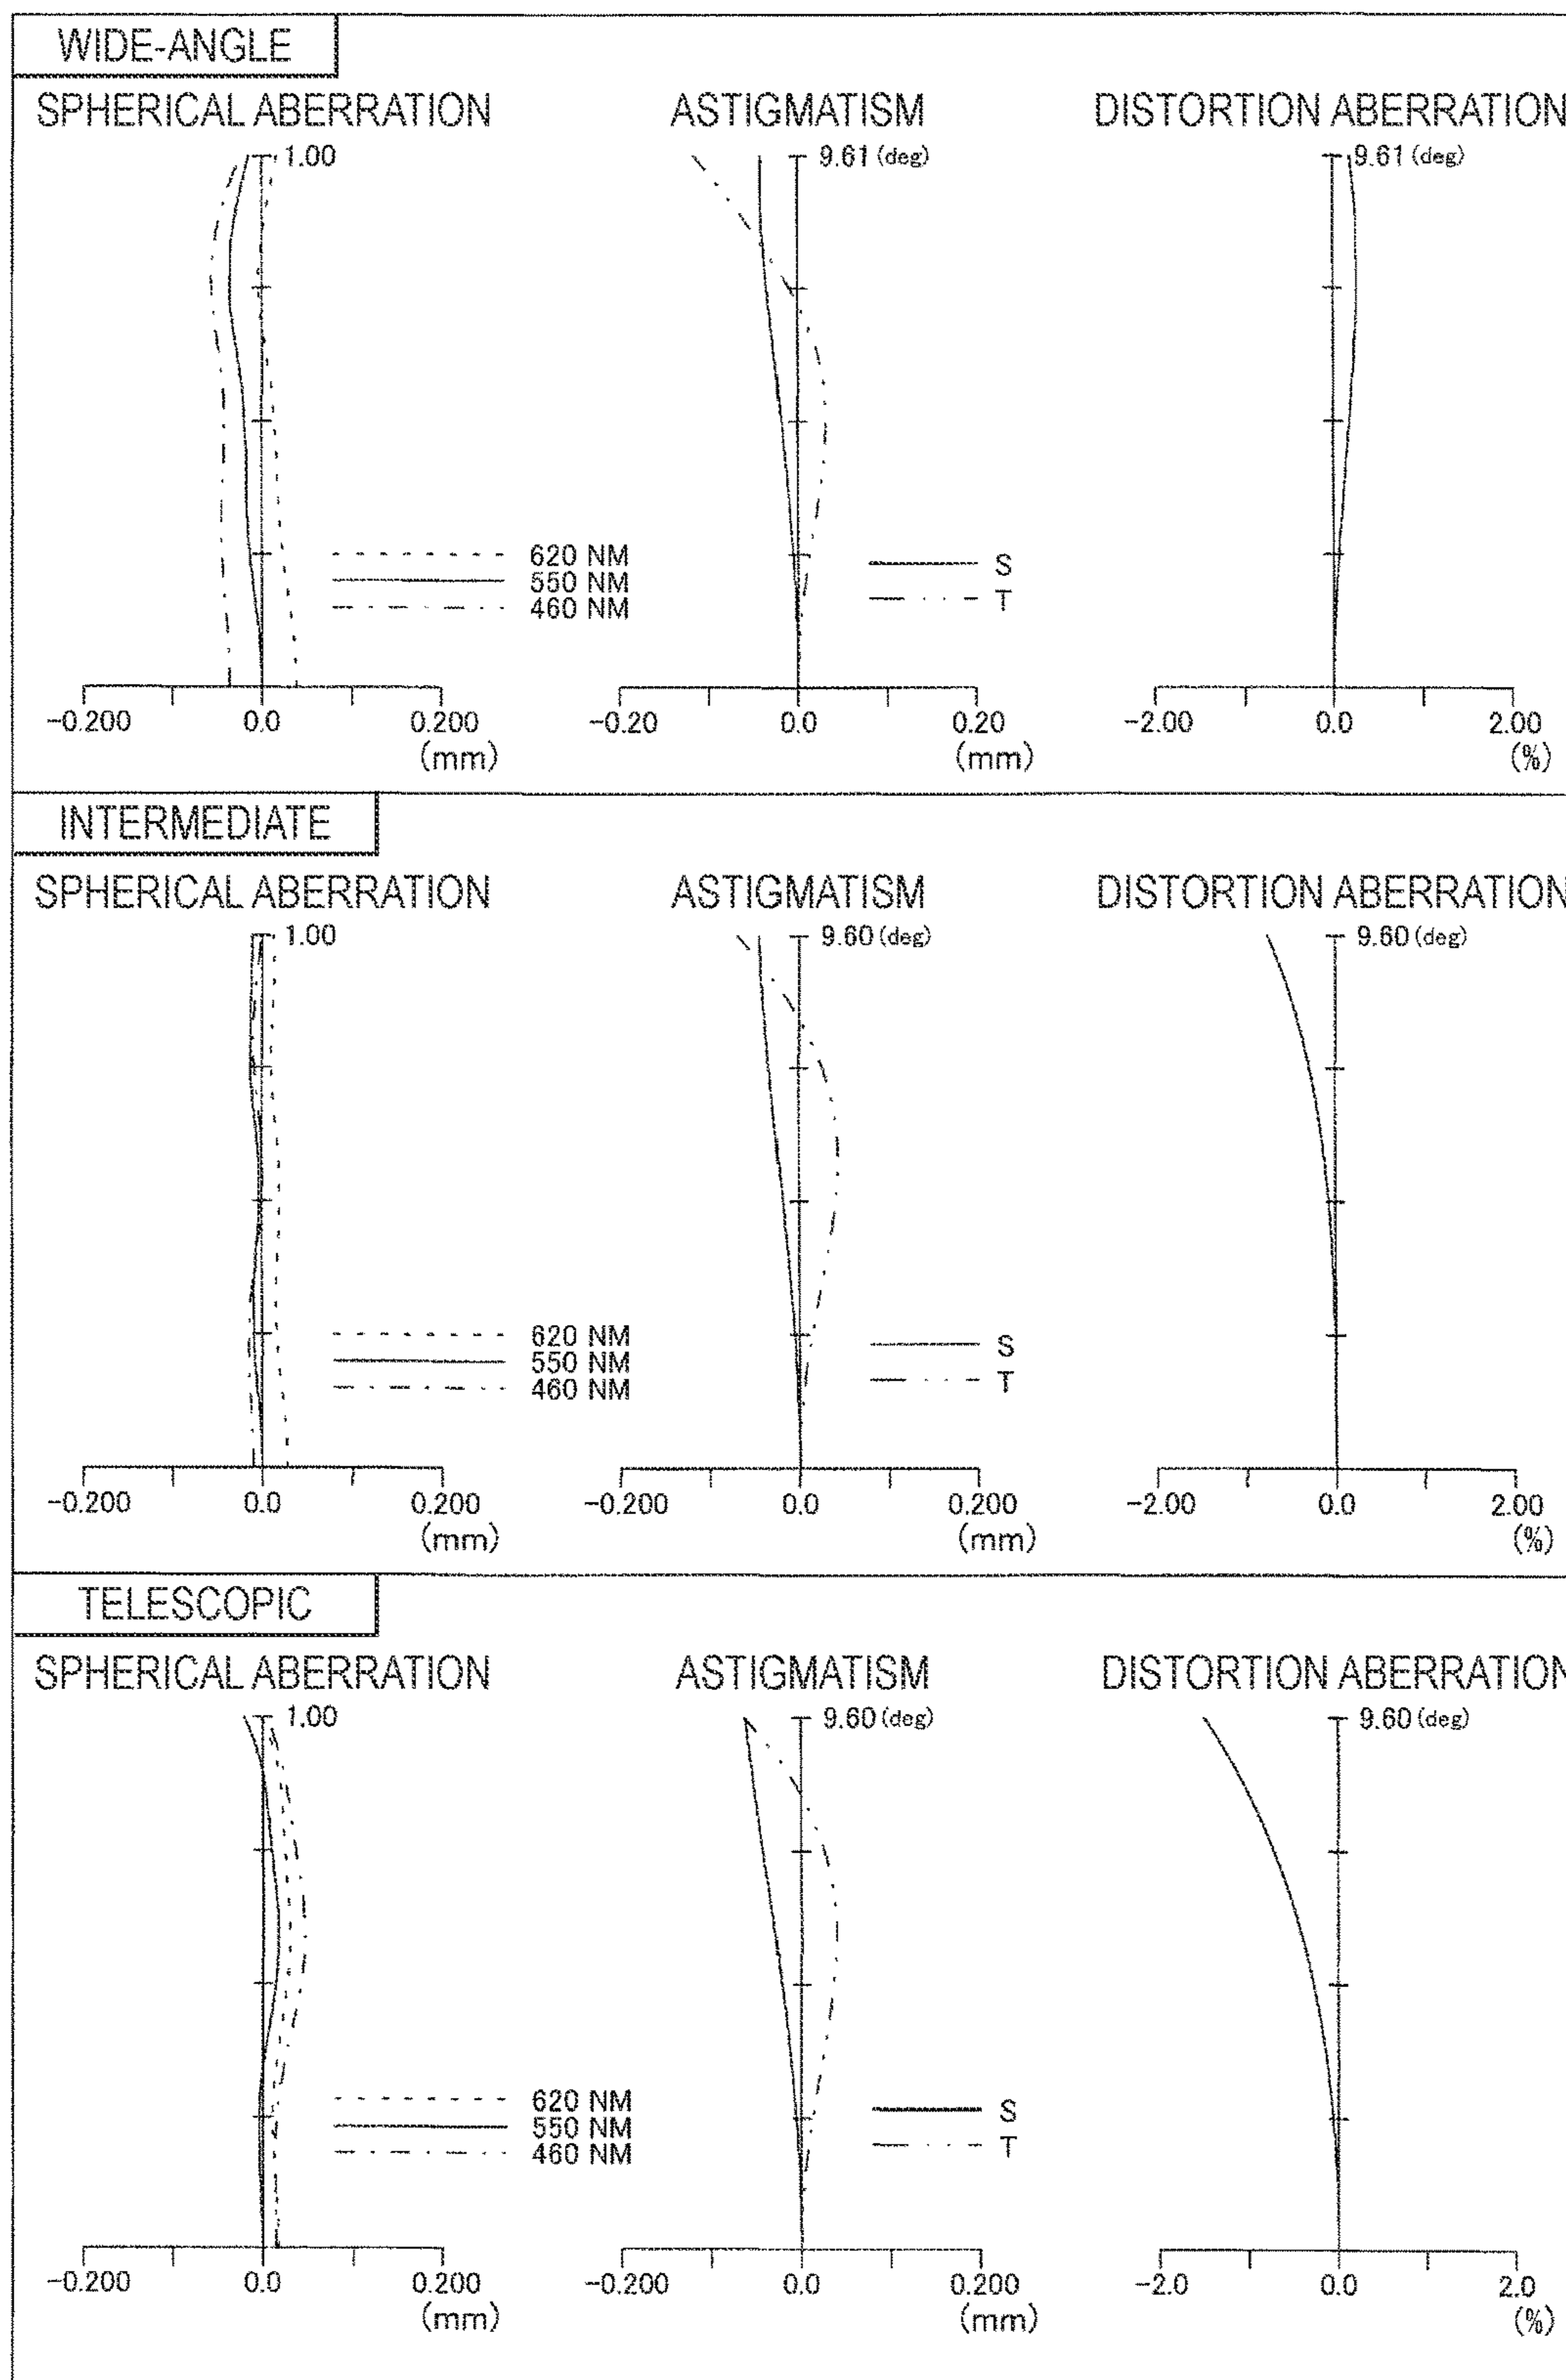 WIDE-ANGLE
SPHERICAL ABERRATION
ASTIGMATISM
DISTORTION ABERRATION
1.00
9.61 (deg)
9.61 (deg)
620 NM
550 NM
460 NM
S
T
-0.200
0.0
0.200
(mm)
-0.20
0.0
0.20
(mm)
-2.00
0.0
2.00
(%)
INTERMEDIATE
SPHERICAL ABERRATION
ASTIGMATISM
DISTORTION ABERRATION
1.00
9.60 (deg)
9.60 (deg)
620 NM
550 NM
460 NM
S
T
-0.200
0.0
0.200
(mm)
-0.200
0.0
0.200
(mm)
-2.00
0.0
2.00
(%)
TELESCOPIC
SPHERICAL ABERRATION
ASTIGMATISM
DISTORTION ABERRATION
1.00
9.60 (deg)
9.60 (deg)
620 NM
550 NM
460 NM
S
T
-0.200
0.0
0.200
(mm)
-0.200
0.0
0.200
(mm)
-2.0
0.0
2.0
(%)